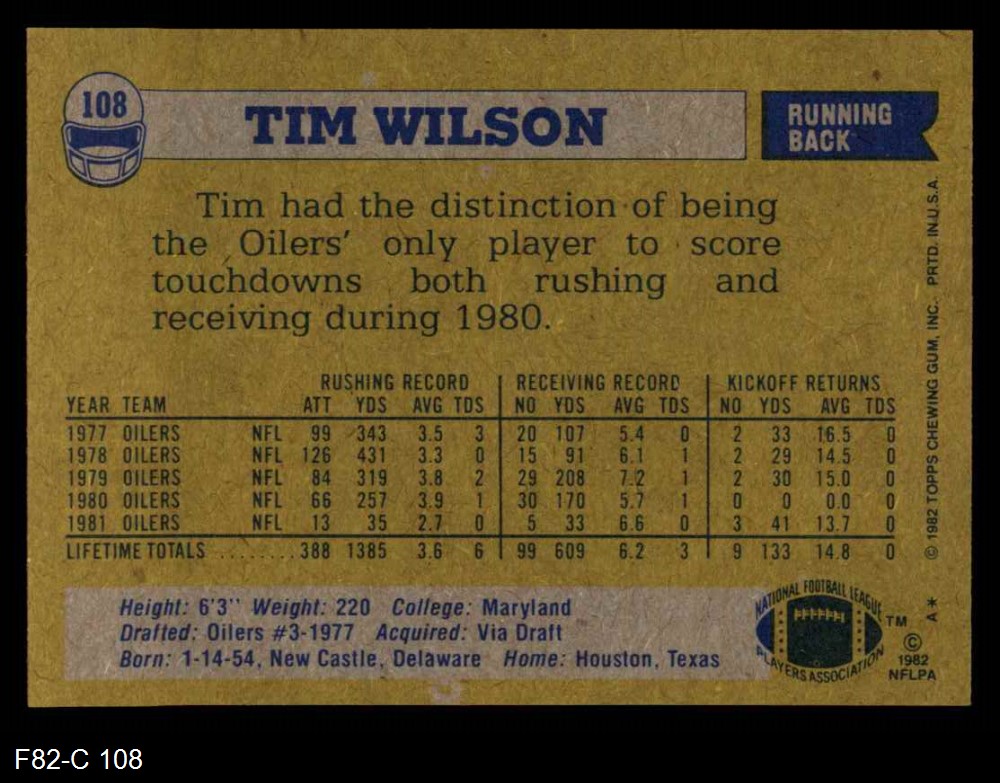 108
TIM WILSON
RUNNING
BACK
Tim had the distinction of being
the Oilers' only player to score
touchdowns both rushing and
receiving during 1980.
RUSHING RECORD RECEIVING RECORD KICKOFF RETURNS
YEAR TEAM ATT YDS AVG TDS NO YDS AVG TDS NO YDS AVG TDS
1977 OILERS NFL 99 343 3.5 3 20 107 5.4 0 2 33 16.5 0
1978 OILERS NFL 126 431 3.3 0 15 91 6.1 1 2 29 14.5 0
1979 OILERS NFL 84 319 3.8 2 29 208 7.2 1 2 30 15.0 0
1980 OILERS NFL 66 257 3.9 1 30 170 5.7 1 0 0 0.0 0
1981 OILERS NFL 13 35 2.7 0 5 33 6.6 0 3 41 13.7 0
LIFETIME TOTALS ........388 1385 3.6 6 99 609 6.2 3 9 133 14.8 0
Height: 6'3" Weight: 220 College: Maryland
Drafted: Oilers #3-1977 Acquired: Via Draft
Born: 1-14-54, New Castle, Delaware Home: Houston, Texas
NATIONAL FOOTBALL LEAGUE
PLAYERS ASSOCIATION
TM
©
1982
NFLPA
© 1982 TOPPS CHEWING GUM, INC. PRTD. IN U.S.A.
A*
F82-C 108